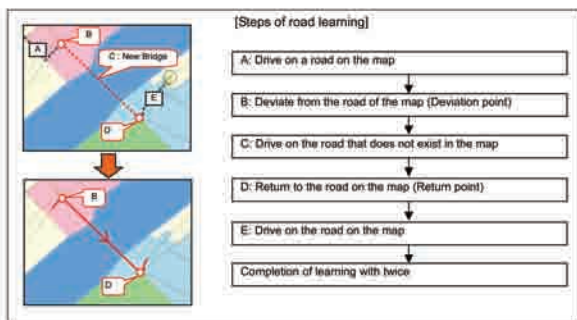 [Steps of road learning]
A
B
C : New Bridge
E
D
B
D
A: Drive on a road on the map
B: Deviate from the road of the map (Deviation point)
C: Drive on the road that does not exist in the map
D: Return to the road on the map (Return point)
E: Drive on the road on the map
Completion of learning with twice